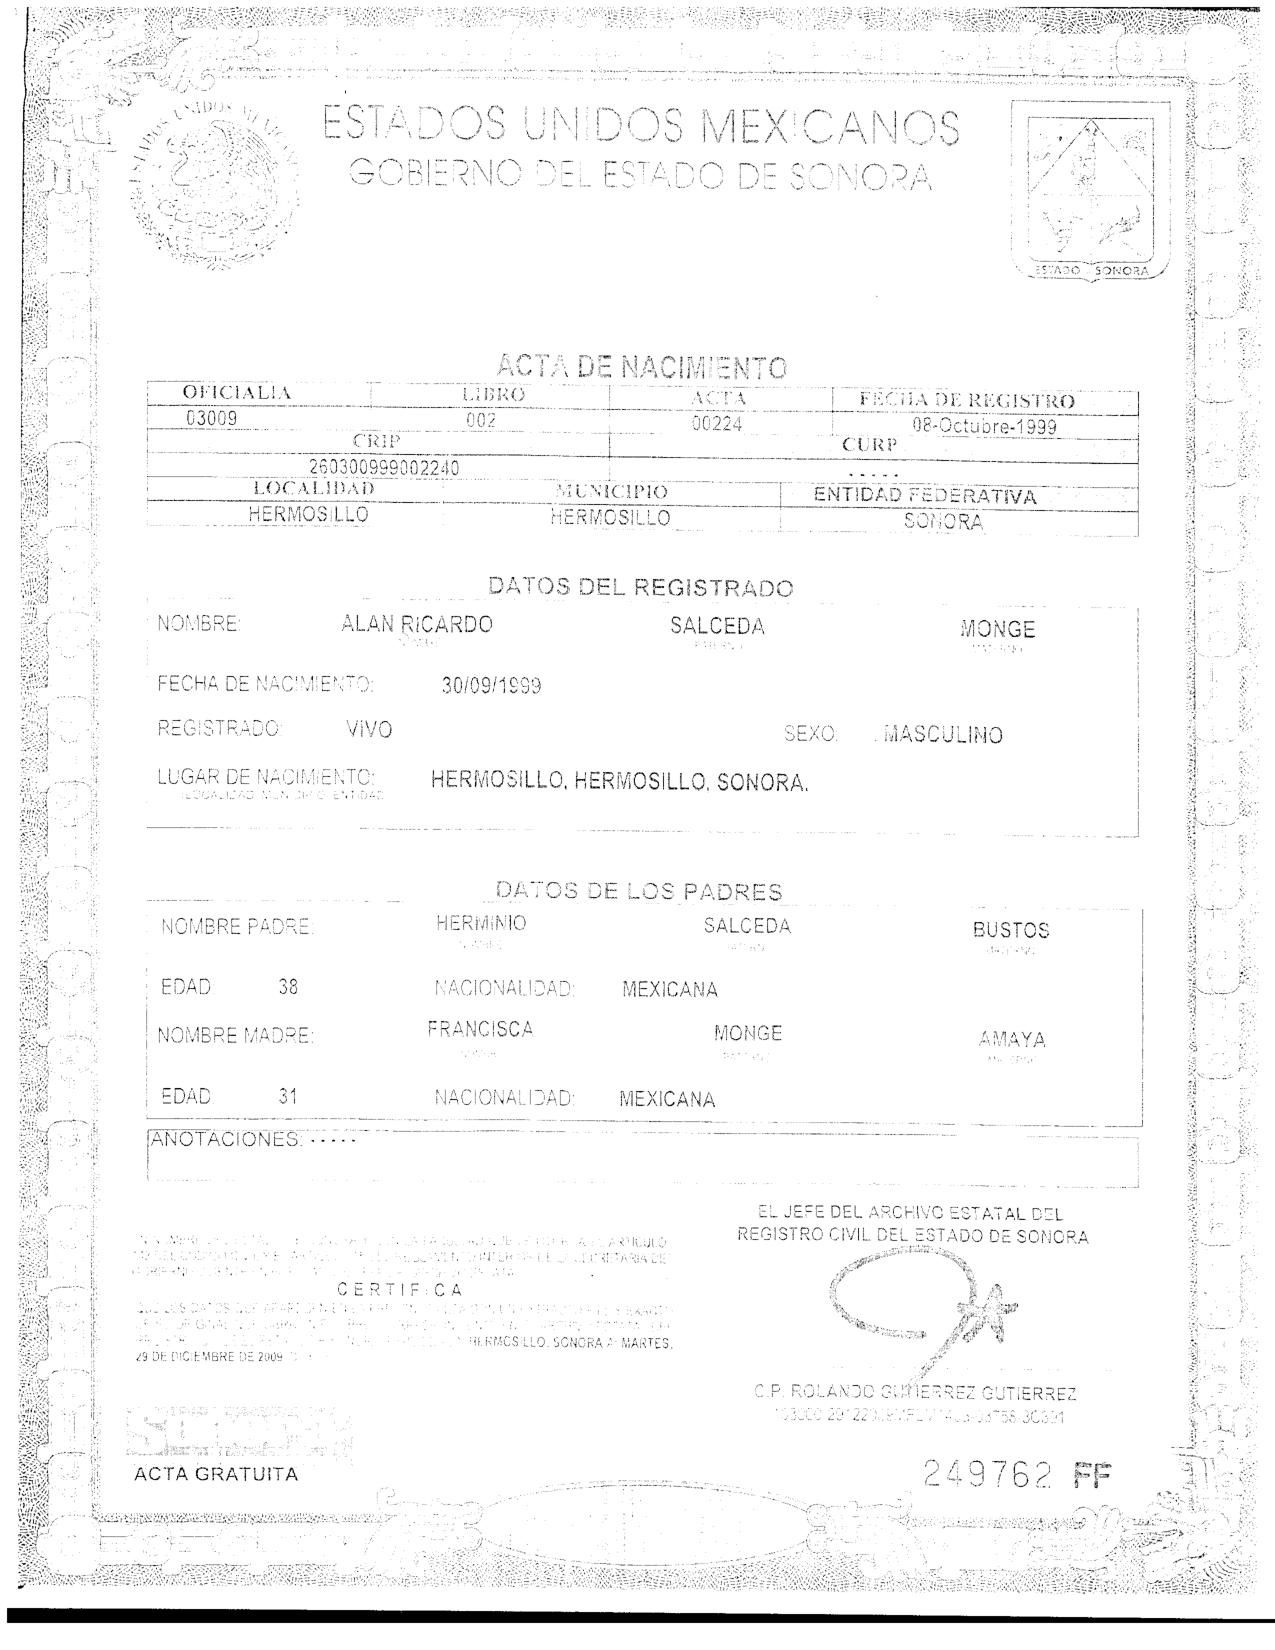 ESTADOS UNIDOS MEXICANOS
GOBIERNO DEL ESTADO DE SONORA
ESTADOS UNIDOS MEXICANOS
ESTADO SONORA
ACTA DE NACIMIENTO
OFICIALIA LIBRO ACTA FECHA DE REGISTRO
03009 002 00224 08-Octubre-1999
CRIP CURP
260300999002240 - - - - -
LOCALIDAD MUNICIPIO ENTIDAD FEDERATIVA
HERMOSILLO HERMOSILLO SONORA
DATOS DEL REGISTRADO
NOMBRE: ALAN RICARDO SALCEDA MONGE
FECHA DE NACIMIENTO: 30/09/1999
REGISTRADO: VIVO SEXO: MASCULINO
LUGAR DE NACIMIENTO: HERMOSILLO, HERMOSILLO, SONORA.
DATOS DE LOS PADRES
NOMBRE PADRE: HERMINIO SALCEDA BUSTOS
EDAD 38 NACIONALIDAD: MEXICANA
NOMBRE MADRE: FRANCISCA MONGE AMAYA
EDAD 31 NACIONALIDAD: MEXICANA
ANOTACIONES: - - - - -
EL JEFE DEL ARCHIVO ESTATAL DEL
REGISTRO CIVIL DEL ESTADO DE SONORA
CERTIFICA
HERMOSILLO, SONORA A MARTES,
29 DE DICIEMBRE DE 2009
C.P. ROLANDO GUTIERREZ GUTIERREZ
ACTA GRATUITA
249762 FF